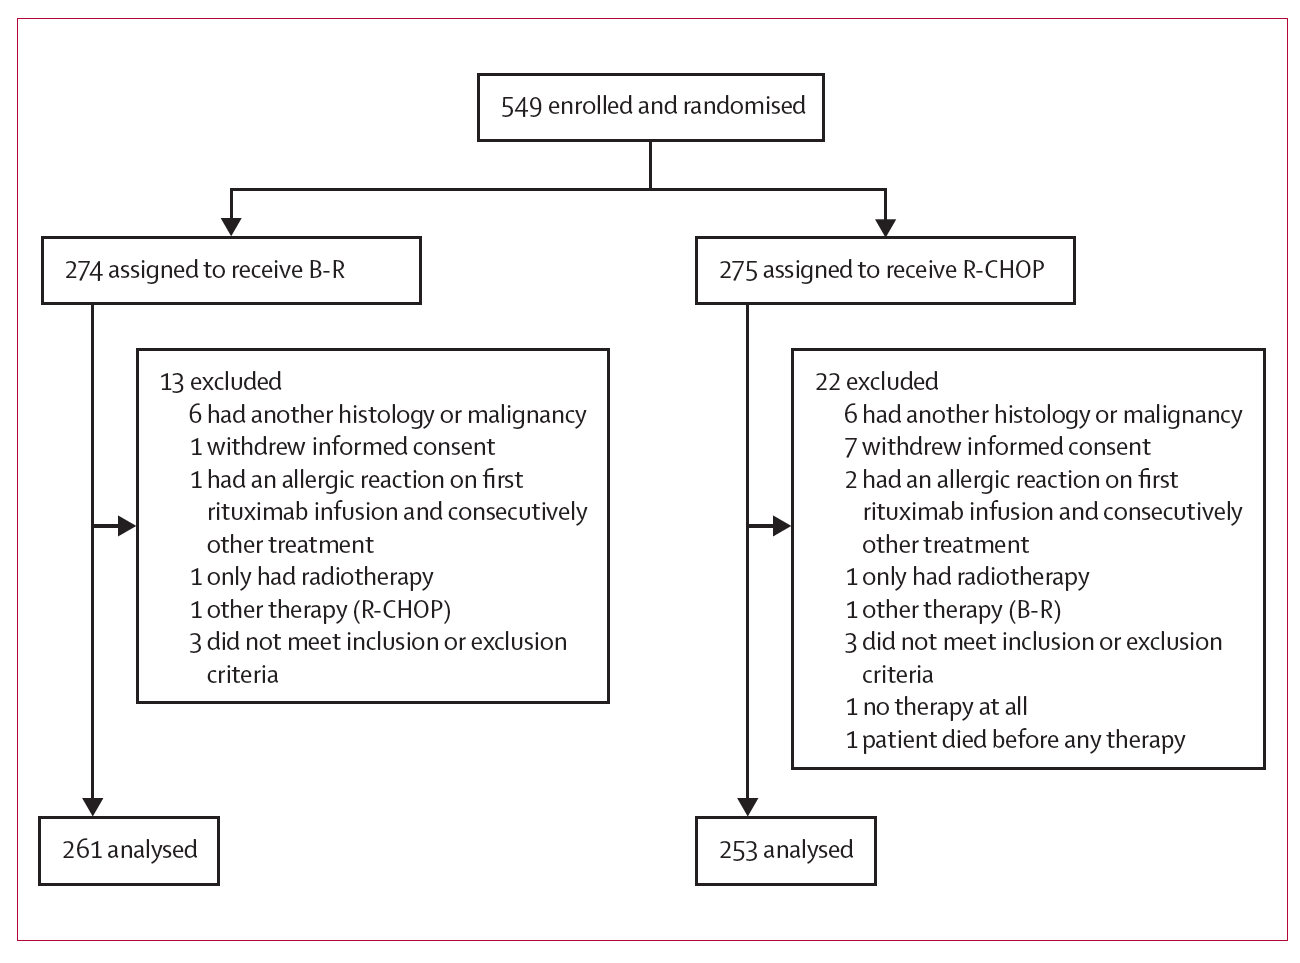 549 enrolled and randomised
274 assigned to receive B-R
275 assigned to receive R-CHOP
13 excluded
6 had another histology or malignancy
1 withdrew informed consent
1 had an allergic reaction on first
rituximab infusion and consecutively
other treatment
1 only had radiotherapy
1 other therapy (R-CHOP)
3 did not meet inclusion or exclusion
criteria
22 excluded
6 had another histology or malignancy
7 withdrew informed consent
2 had an allergic reaction on first
rituximab infusion and consecutively
other treatment
1 only had radiotherapy
1 other therapy (B-R)
3 did not meet inclusion or exclusion
criteria
1 no therapy at all
1 patient died before any therapy
261 analysed
253 analysed